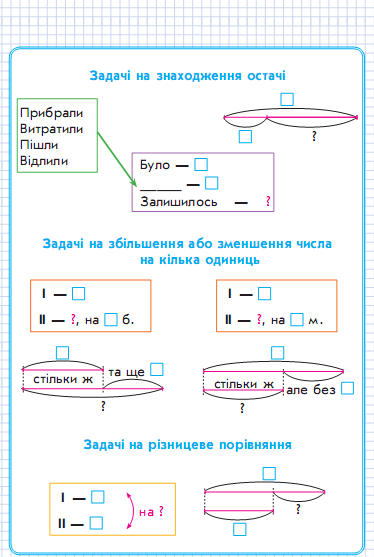 Задачі на знаходження остачі
Прибрали
Витратили
Пішли
Відлили
?
Було — □
______ — □
Залишилось — ?
Задачі на збільшення або зменшення числа
на кілька одиниць
I — □
II — ?, на □ б.
I — □
II — ?, на □ м.
та ще □
стільки ж
?
стільки ж
але без □
?
Задачі на різницеве порівняння
I — □
II — □
на ?
?